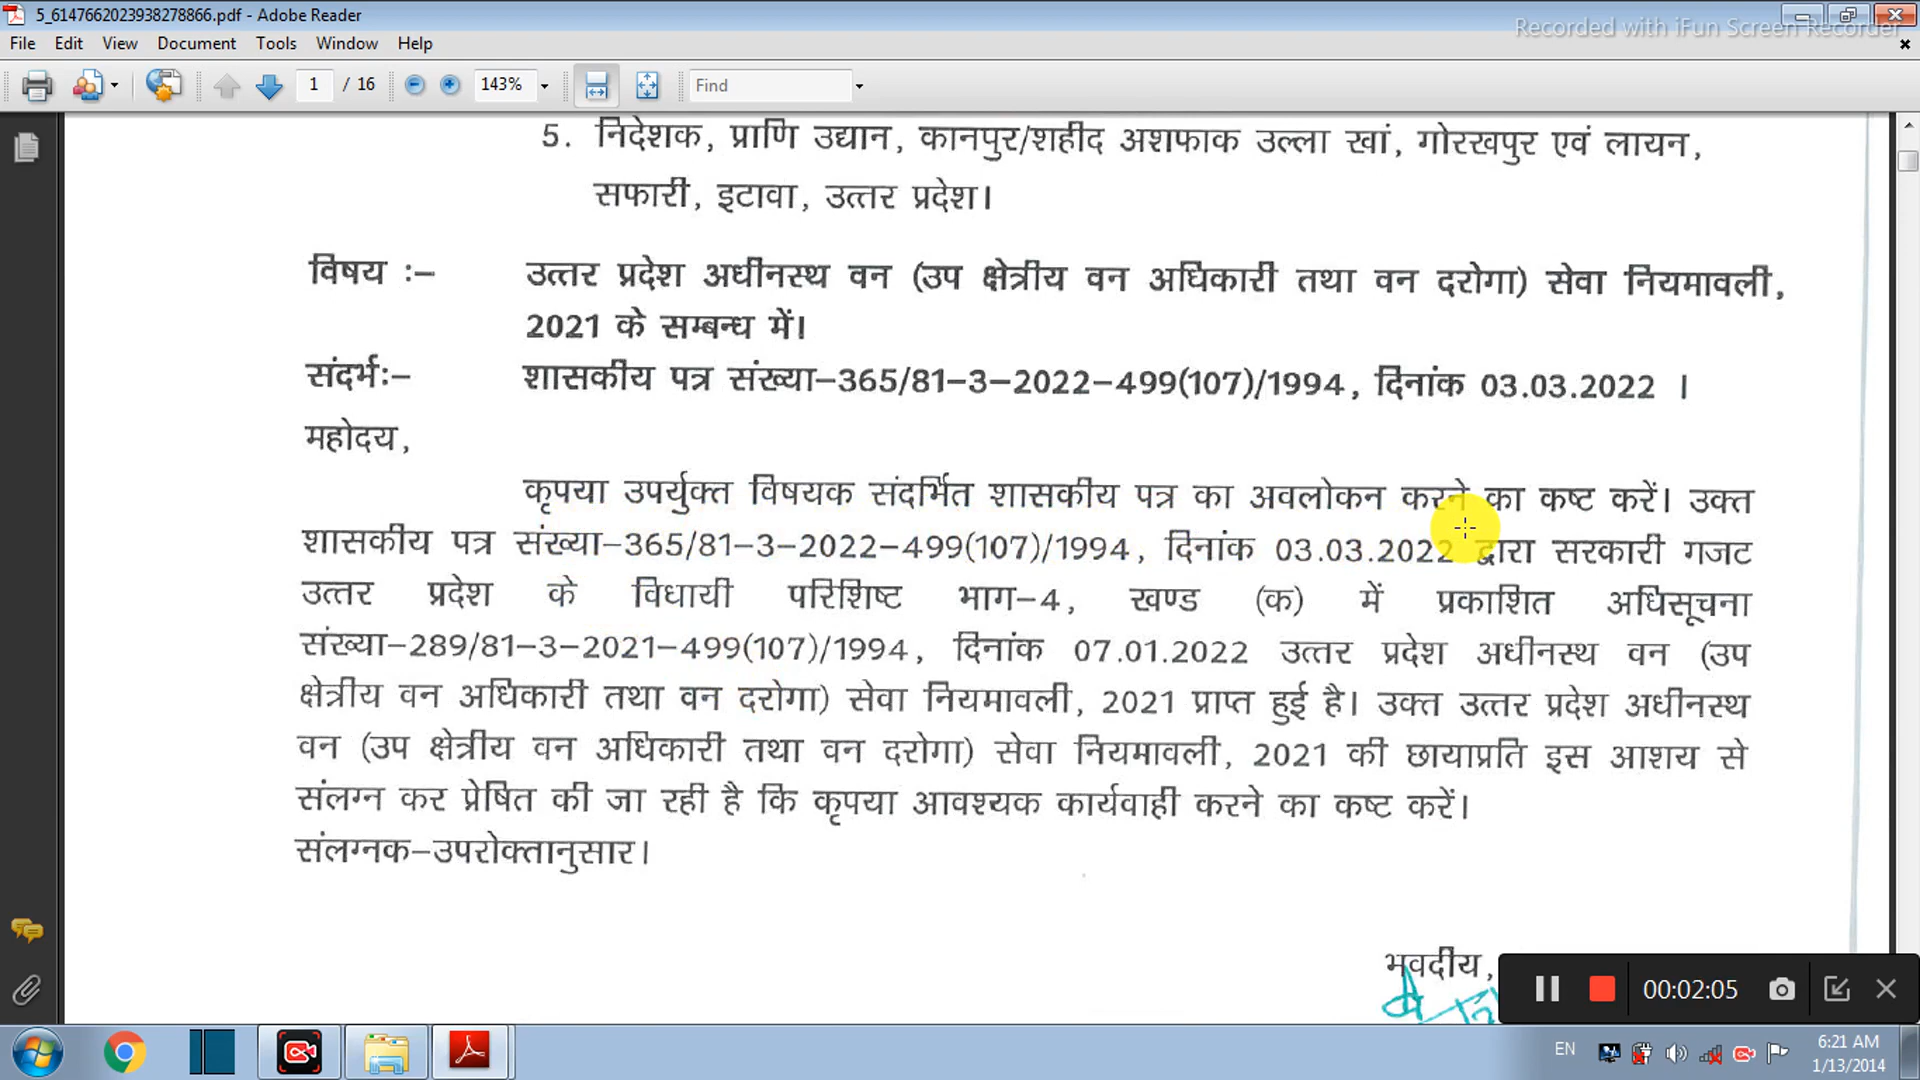 5_6147662023938278866.pdf - Adobe Reader
Recorded with iFun Screen Recorder
File Edit View Document Tools Window Help
1 / 16 143% Find
5. निदेशक, प्राणि उद्यान, कानपुर/शहीद अशफाक उल्ला खां, गोरखपुर एवं लायन,
सफारी, इटावा, उत्तर प्रदेश।
विषय :– उत्तर प्रदेश अधीनस्थ वन (उप क्षेत्रीय वन अधिकारी तथा वन दरोगा) सेवा नियमावली,
2021 के सम्बन्ध में।
संदर्भः– शासकीय पत्र संख्या–365/81–3–2022–499(107)/1994, दिनांक 03.03.2022 ।
महोदय,
कृपया उपर्युक्त विषयक संदर्भित शासकीय पत्र का अवलोकन करने का कष्ट करें। उक्त
शासकीय पत्र संख्या–365/81–3–2022–499(107)/1994, दिनांक 03.03.2022 द्वारा सरकारी गजट
उत्तर प्रदेश के विधायी परिशिष्ट भाग–4, खण्ड (क) में प्रकाशित अधिसूचना
संख्या–289/81–3–2021–499(107)/1994, दिनांक 07.01.2022 उत्तर प्रदेश अधीनस्थ वन (उप
क्षेत्रीय वन अधिकारी तथा वन दरोगा) सेवा नियमावली, 2021 प्राप्त हुई है। उक्त उत्तर प्रदेश अधीनस्थ
वन (उप क्षेत्रीय वन अधिकारी तथा वन दरोगा) सेवा नियमावली, 2021 की छायाप्रति इस आशय से
संलग्न कर प्रेषित की जा रही है कि कृपया आवश्यक कार्यवाही करने का कष्ट करें।
संलग्नक–उपरोक्तानुसार।
भवदीय,
00:02:05
EN 6:21 AM
1/13/2014